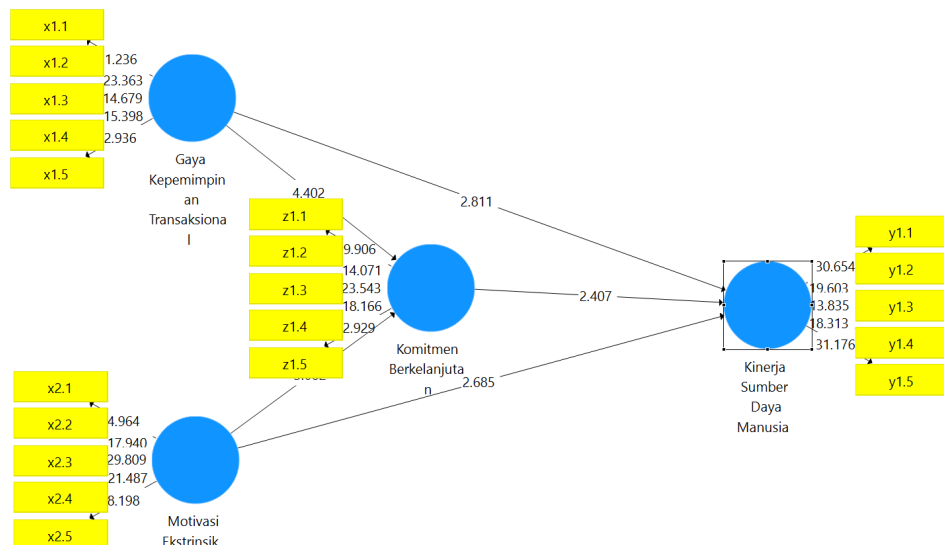 x1.1
x1.2
x1.3
x1.4
x1.5
1.236
23.363
14.679
15.398
2.936
Gaya
Kepemimpin
an
Transaksiona
l
4.402
2.811
z1.1
z1.2
z1.3
z1.4
z1.5
9.906
14.071
23.543
18.166
2.929
Komitmen
Berkelanjuta
n
2.407
2.685
y1.1
y1.2
y1.3
y1.4
y1.5
30.654
19.603
13.835
18.313
31.176
Kinerja
Sumber
Daya
Manusia
x2.1
x2.2
x2.3
x2.4
x2.5
4.964
17.940
29.809
21.487
8.198
Motivasi
Ekstrinsik